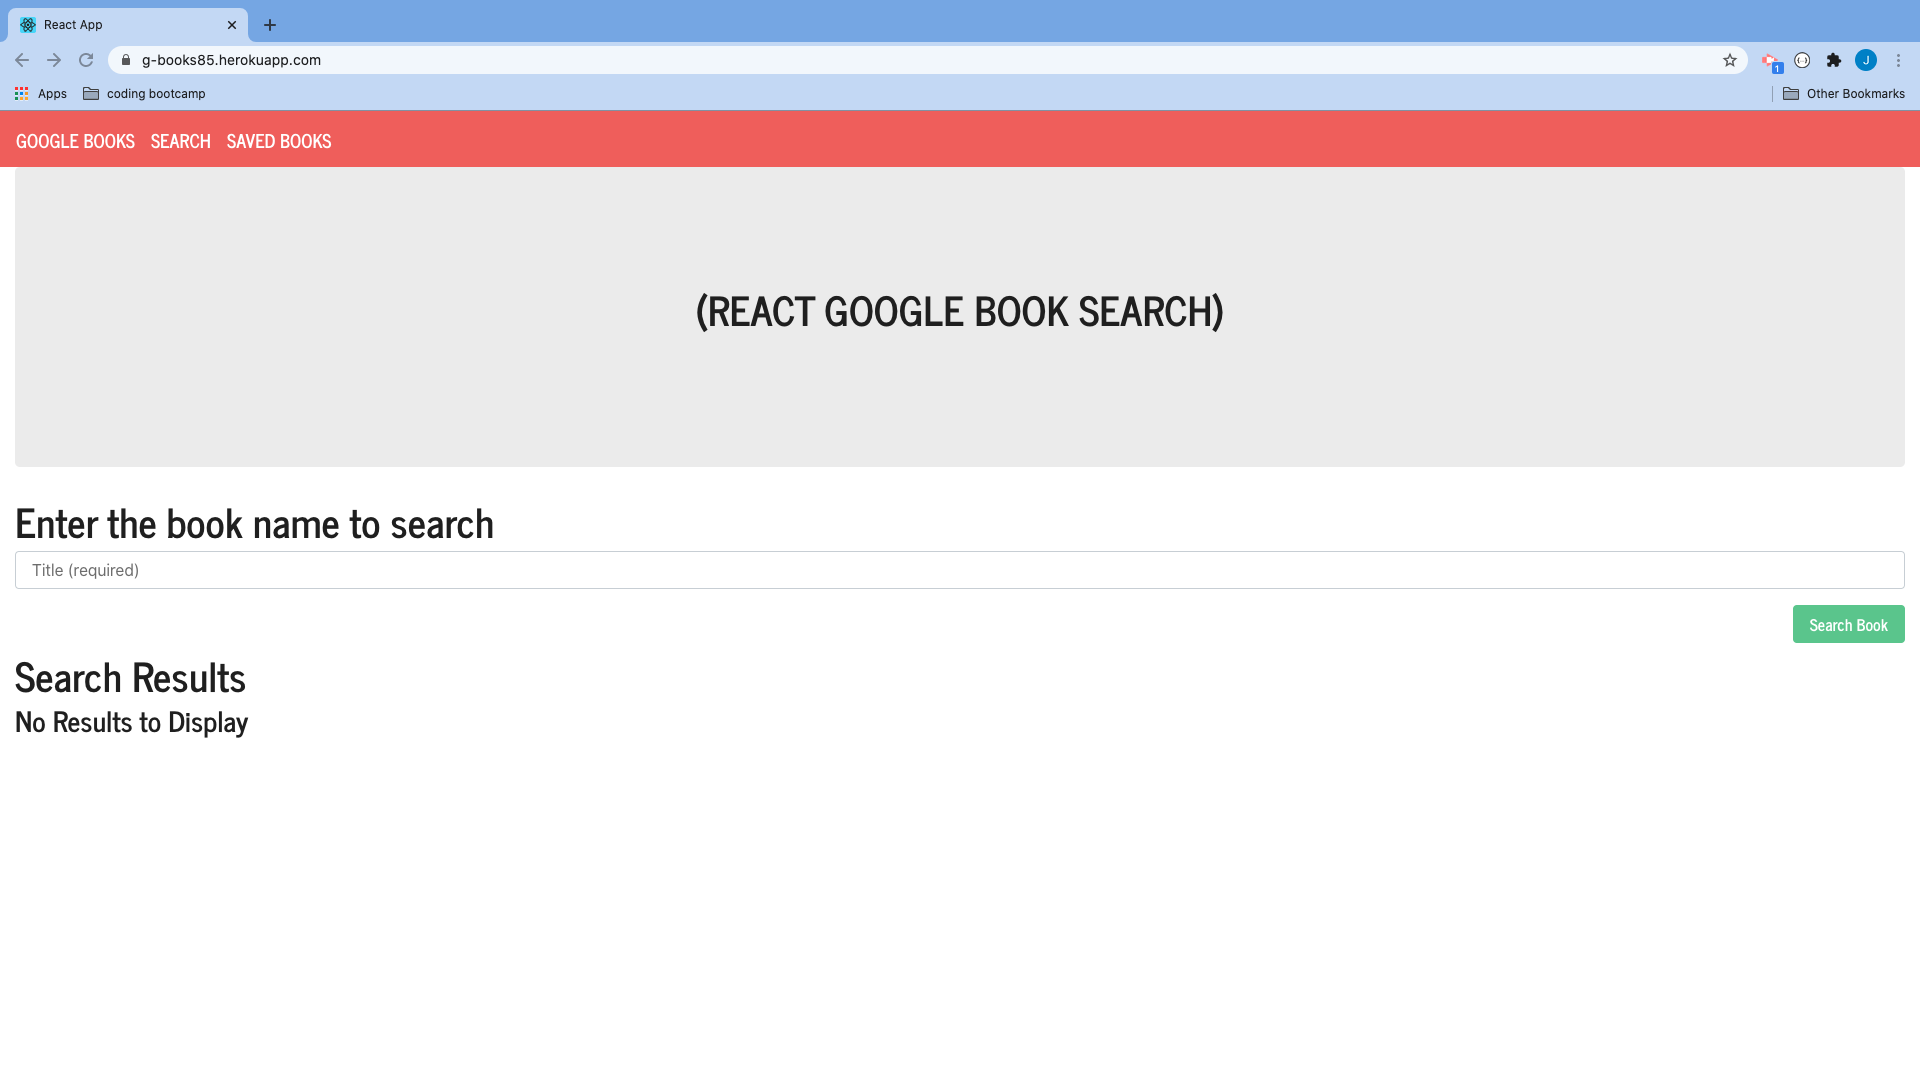 React App
g-books85.herokuapp.com
1
J
Apps
coding bootcamp
Other Bookmarks
GOOGLE BOOKS SEARCH SAVED BOOKS
(REACT GOOGLE BOOK SEARCH)
Enter the book name to search
Title (required)
Search Book
Search Results
No Results to Display